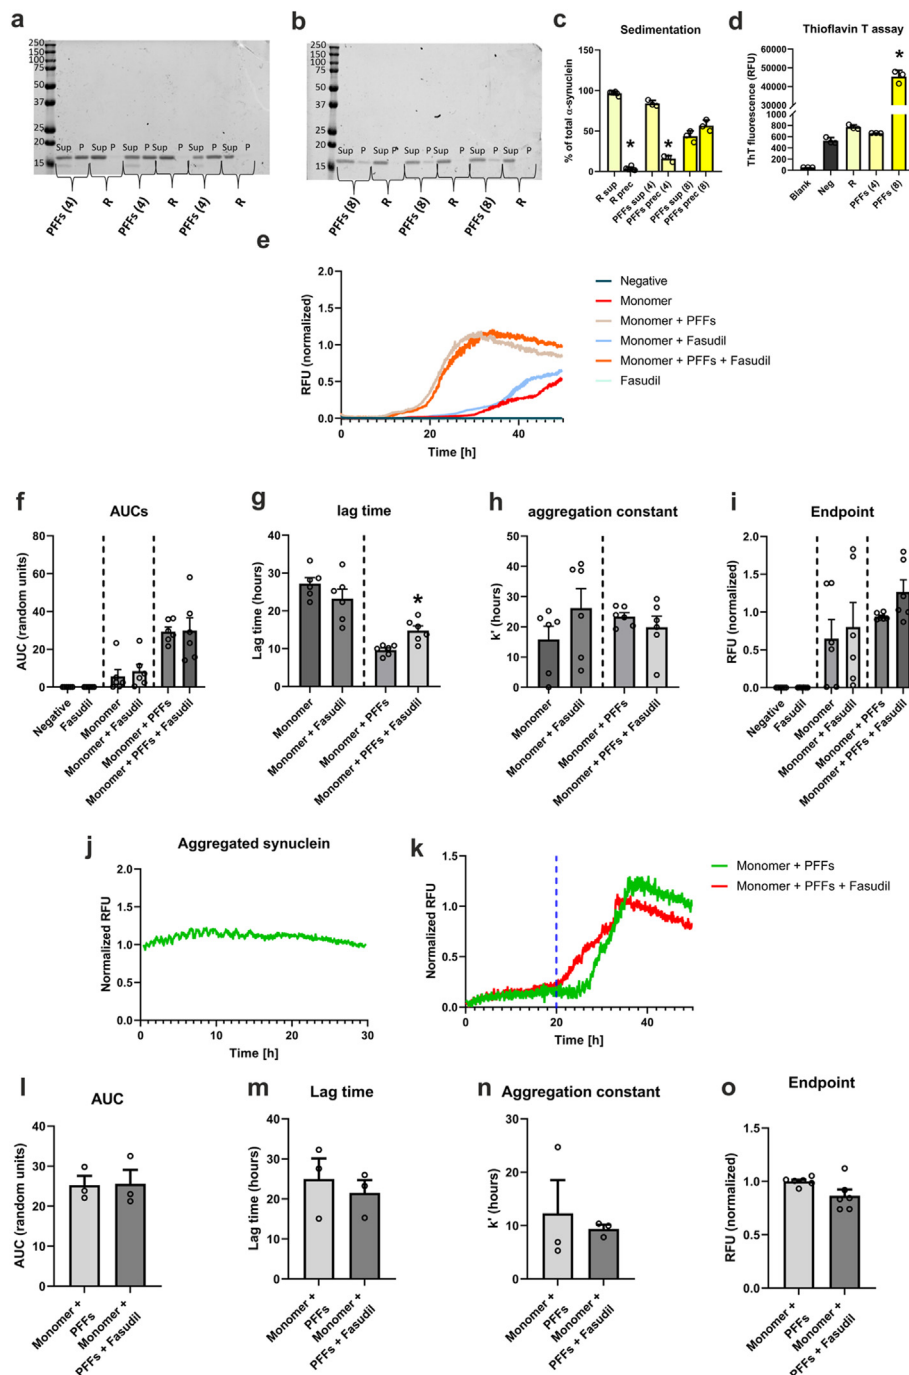 a
250
150
100
75
50
37
25
20
15
Sup P Sup P Sup P Sup P Sup P Sup P
PFFs (4) R PFFs (4) R PFFs (4) R
b
250
150
100
75
50
37
25
20
15
Sup P Sup P Sup P Sup P Sup P Sup P
PFFs (8) R PFFs (8) R PFFs (8) R
c
Sedimentation
% of total α-synuclein
100
50
0
*
*
R sup
R prec
PFFs sup (4)
PFFs prec (4)
PFFs sup (8)
PFFs prec (8)
d
Thioflavin T assay
ThT fluorescence (RFU)
60000
50000
40000
30000
20000
10000
800
600
400
200
0
*
Blank
Neg
R
PFFs (4)
PFFs (8)
e
RFU (normalized)
2.0
1.5
1.0
0.5
0.0
0 20 40
Time [h]
Negative
Monomer
Monomer + PFFs
Monomer + Fasudil
Monomer + PFFs + Fasudil
Fasudil
f
AUCs
AUC (random units)
80
60
40
20
0
Negative
Fasudil
Monomer
Monomer + Fasudil
Monomer + PFFs
Monomer + PFFs + Fasudil
g
lag time
Lag time (hours)
40
30
20
10
0
*
Monomer
Monomer + Fasudil
Monomer + PFFs
Monomer + PFFs + Fasudil
h
aggregation constant
k' (hours)
60
40
20
0
Monomer
Monomer + Fasudil
Monomer + PFFs
Monomer + PFFs + Fasudil
i
Endpoint
RFU (normalized)
2.0
1.5
1.0
0.5
0.0
Negative
Fasudil
Monomer
Monomer + Fasudil
Monomer + PFFs
Monomer + PFFs + Fasudil
j
Aggregated synuclein
Normalized RFU
2.0
1.5
1.0
0.5
0.0
0 10 20 30
Time [h]
k
Normalized RFU
1.5
1.0
0.5
0.0
0 20 40
Time [h]
Monomer + PFFs
Monomer + PFFs + Fasudil
l
AUC
AUC (random units)
40
30
20
10
0
Monomer +
PFFs
Monomer +
PFFs + Fasudil
m
Lag time
Lag time (hours)
40
30
20
10
0
Monomer +
PFFs
Monomer +
PFFs + Fasudil
n
Aggregation constant
k' (hours)
30
20
10
0
Monomer +
PFFs
Monomer +
PFFs + Fasudil
o
Endpoint
RFU (normalized)
1.5
1.0
0.5
0.0
Monomer +
PFFs
Monomer +
PFFs + Fasudil